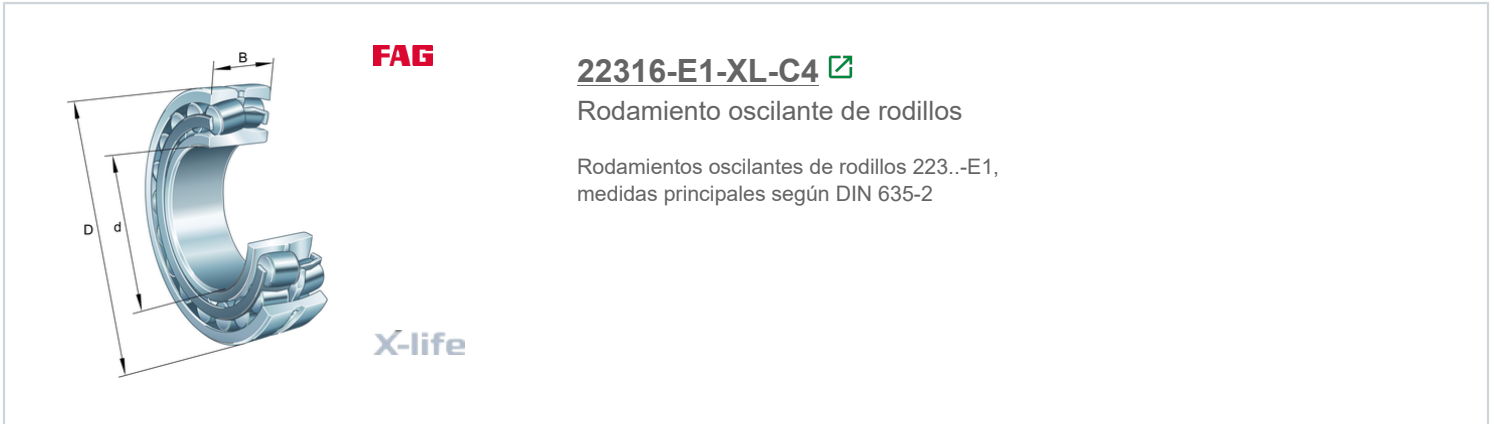 B
FAG
22316-E1-XL-C4
Rodamiento oscilante de rodillos
Rodamientos oscilantes de rodillos 223..-E1,
medidas principales según DIN 635-2
D
d
X-life